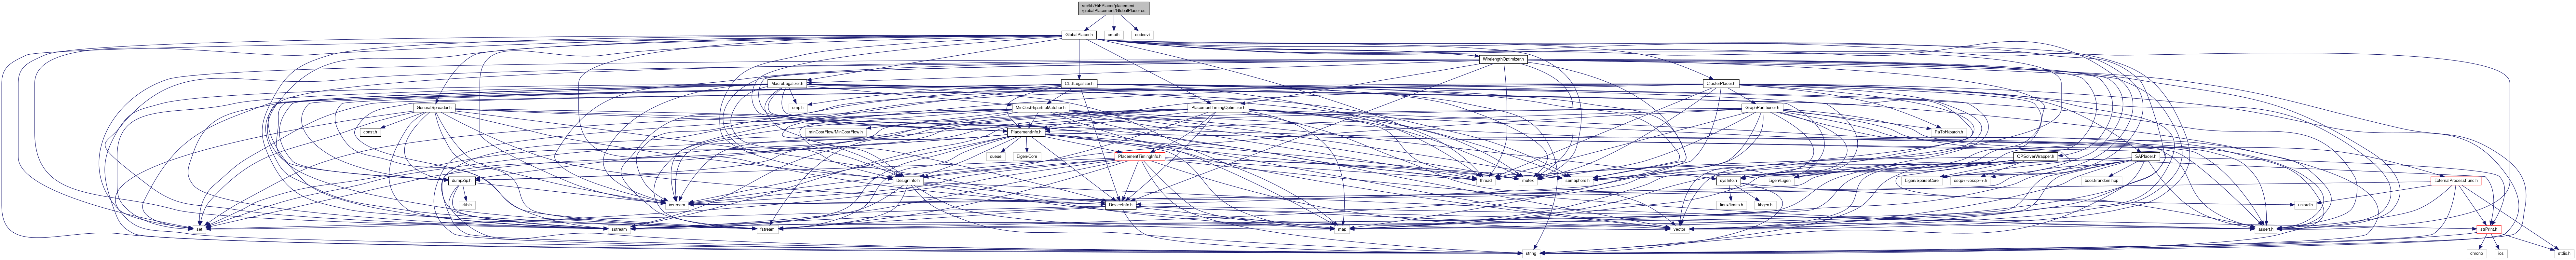 src/lib/HiFPlacer/placement
/globalPlacement/GlobalPlacer.cc
GlobalPlacer.h
cmath
codecvt
WirelengthOptimizer.h
MacroLegalizer.h
CLBLegalizer.h
ClusterPlacer.h
GeneralSpreader.h
omp.h
MinCostBipartiteMatcher.h
PlacementTimingOptimizer.h
GraphPartitioner.h
const.h
minCostFlow/MinCostFlow.h
PlacementInfo.h
PaToH/patoh.h
queue
Eigen/Core
PlacementTimingInfo.h
QPSolverWrapper.h
SAPlacer.h
dumpZip.h
DesignInfo.h
thread
mutex
semaphore.h
sysInfo.h
Eigen/Eigen
Eigen/SparseCore
osqp++/osqp++.h
boost/random.hpp
ExternalProcessFunc.h
zlib.h
iostream
DeviceInfo.h
linux/limits.h
libgen.h
unistd.h
set
sstream
fstream
map
vector
assert.h
strPrint.h
string
chrono
ios
stdio.h